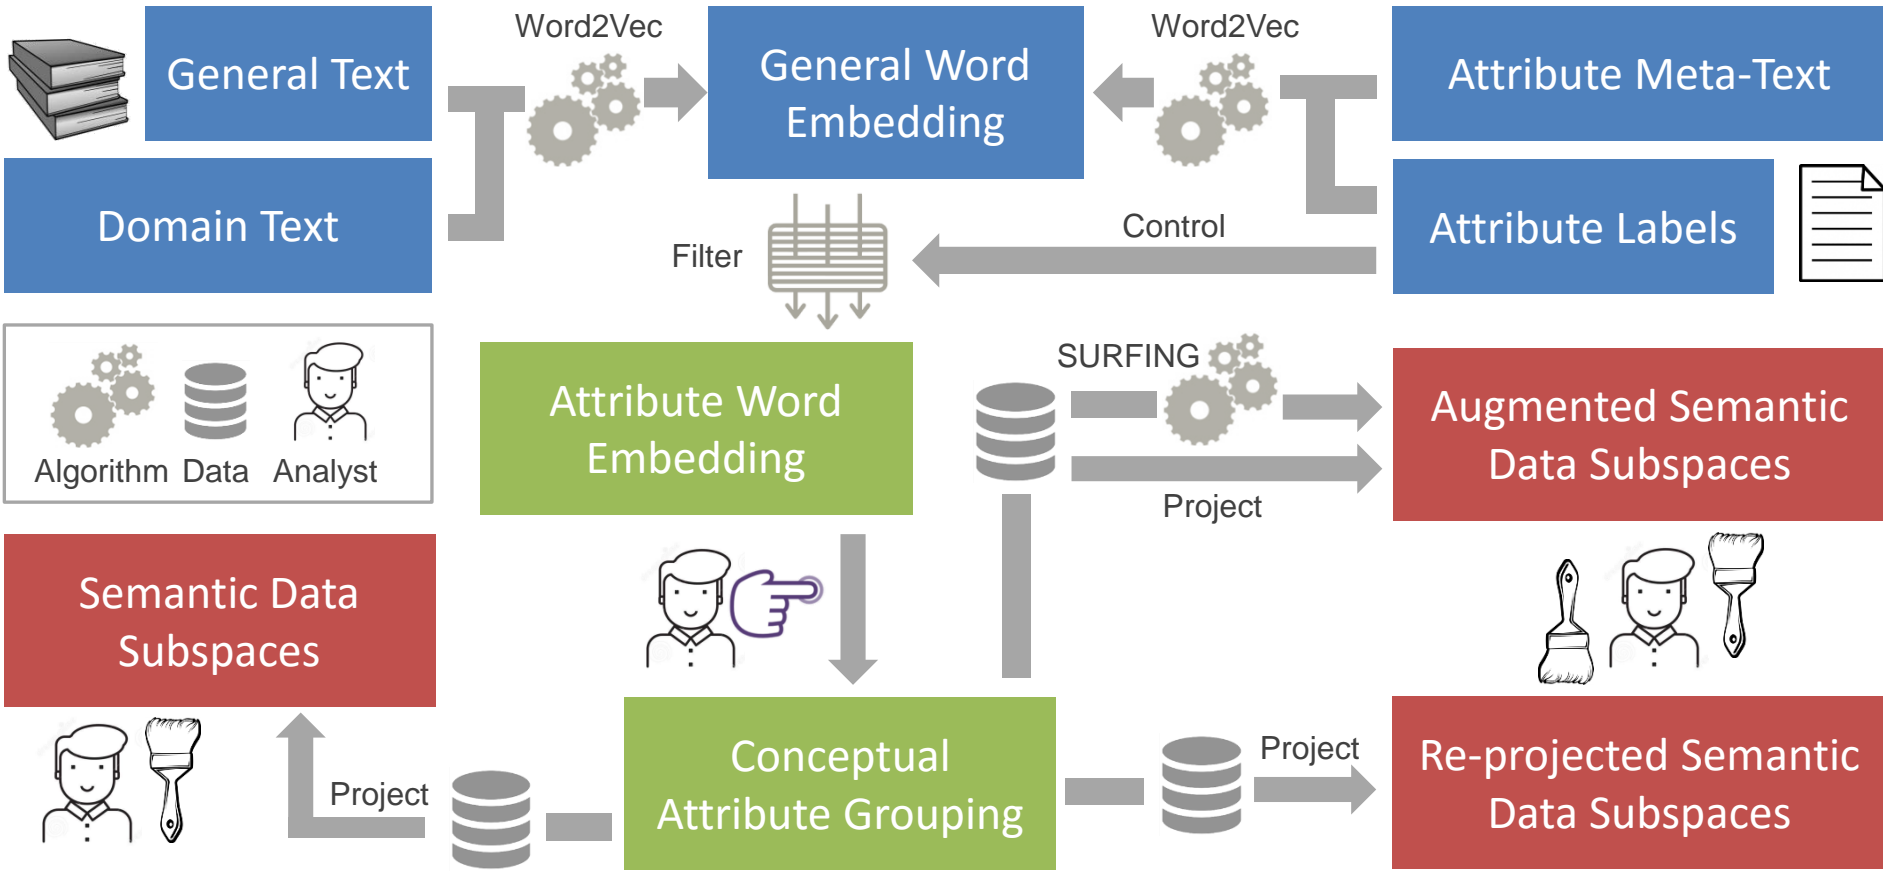 Word2Vec
Word2Vec
General Text
General Word
Embedding
Attribute Meta-Text
Domain Text
Attribute Labels
Control
Filter
Algorithm
Data
Analyst
Attribute Word
Embedding
SURFING
Project
Augmented Semantic
Data Subspaces
Semantic Data
Subspaces
Project
Conceptual
Attribute Grouping
Project
Re-projected Semantic
Data Subspaces